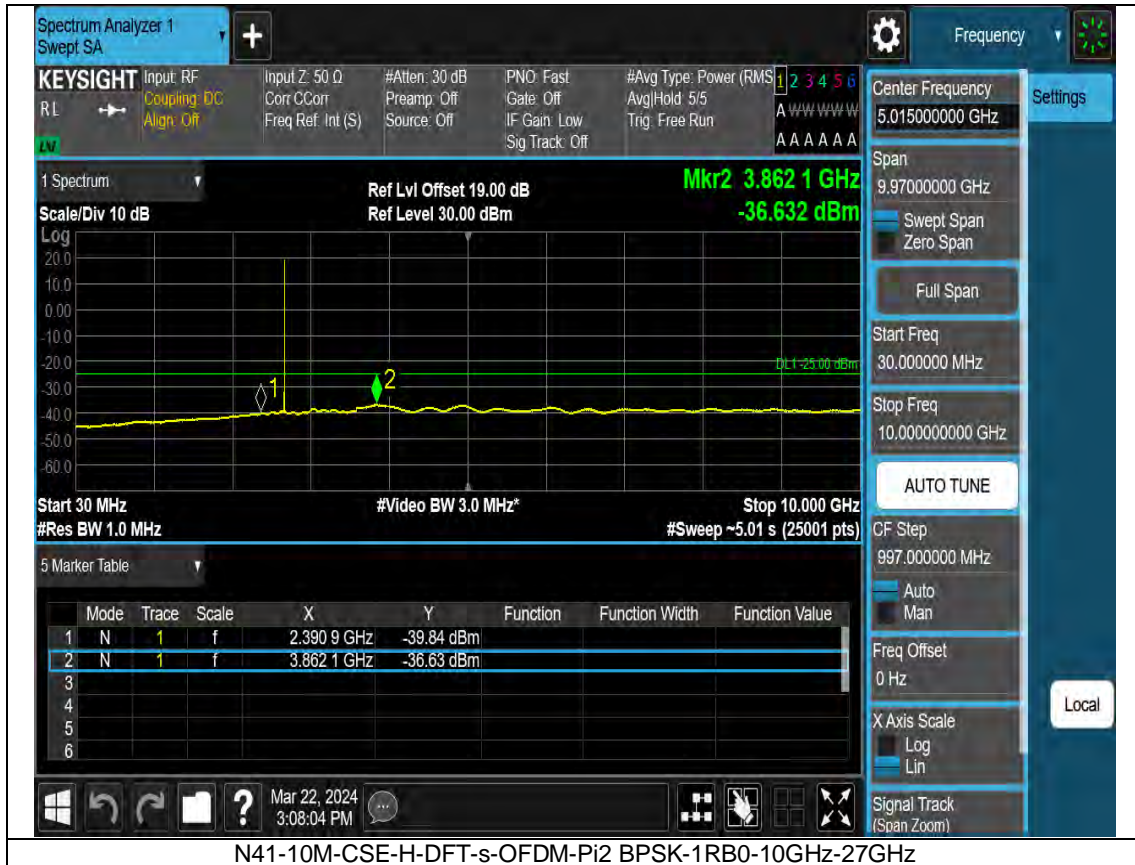 Spectrum Analyzer 1
Swept SA
Frequency
KEYSIGHT Input: RF Input Z: 50 Ω #Atten: 30 dB PNO: Fast #Avg Type: Power (RMS 1 2 3 4 5 6
RL Coupling: DC Corr CCorr Preamp: Off Gate: Off Avg|Hold: 5/5 A W W W W W
Align: Off Freq Ref: Int (S) Source: Off IF Gain: Low Trig: Free Run
Sig Track: Off A A A A A A
LXI
1 Spectrum
Ref Lvl Offset 19.00 dB Mkr2 3.862 1 GHz
Scale/Div 10 dB Ref Level 30.00 dBm -36.632 dBm
Log
20.0
10.0
0.00
-10.0
-20.0
DL1 -25.00 dBm
-30.0
1 2
-40.0
-50.0
-60.0
Start 30 MHz #Video BW 3.0 MHz* Stop 10.000 GHz
#Res BW 1.0 MHz #Sweep ~5.01 s (25001 pts)
5 Marker Table
Mode Trace Scale X Y Function Function Width Function Value
1 N 1 f 2.390 9 GHz -39.84 dBm
2 N 1 f 3.862 1 GHz -36.63 dBm
3
4
5
6
Mar 22, 2024
3:08:04 PM
Center Frequency
5.015000000 GHz
Settings
Span
9.97000000 GHz
Swept Span
Zero Span
Full Span
Start Freq
30.000000 MHz
Stop Freq
10.000000000 GHz
AUTO TUNE
CF Step
997.000000 MHz
Auto
Man
Freq Offset
0 Hz
Local
X Axis Scale
Log
Lin
Signal Track
(Span Zoom)
N41-10M-CSE-H-DFT-s-OFDM-Pi2 BPSK-1RB0-10GHz-27GHz